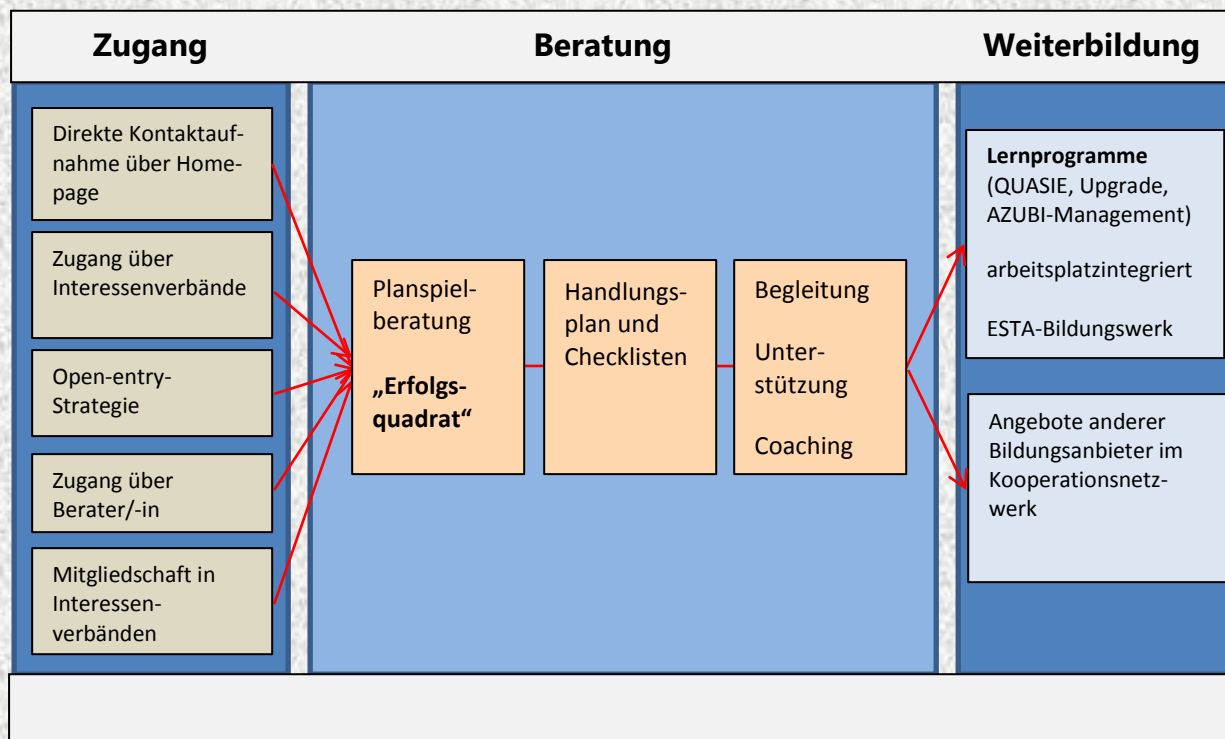 Zugang
Beratung
Weiterbildung
Direkte Kontaktauf-
nahme über Home-
page
Zugang über
Interessenverbände
Open-entry-
Strategie
Zugang über
Berater/-in
Mitgliedschaft in
Interessen-
verbänden
Planspiel-
beratung
„Erfolgs-
quadrat“
Handlungs-
plan und
Checklisten
Begleitung
Unter-
stützung
Coaching
Lernprogramme
(QUASIE, Upgrade,
AZUBI-Management)
arbeitsplatzintegriert
ESTA-Bildungswerk
Angebote anderer
Bildungsanbieter im
Kooperationsnetz-
werk